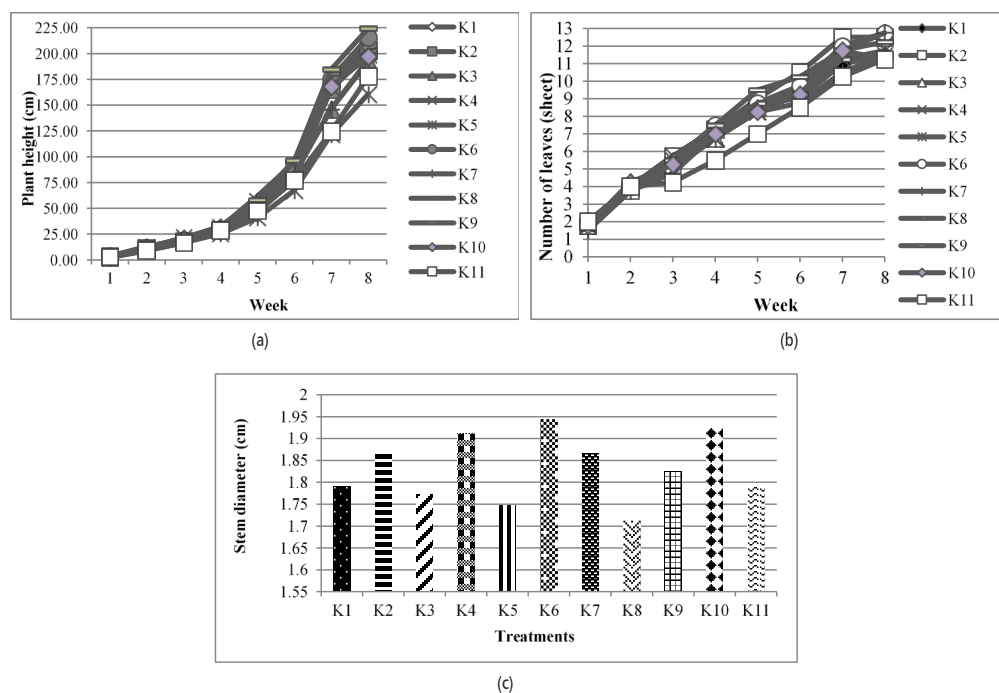 225.00
200.00
175.00
150.00
125.00
100.00
75.00
50.00
25.00
0.00
Plant height (cm)
1 2 3 4 5 6 7 8
Week
K1
K2
K3
K4
K5
K6
K7
K8
K9
K10
K11
(a)
13
12
11
10
9
8
7
6
5
4
3
2
1
0
Number of leaves (sheet)
1 2 3 4 5 6 7 8
Week
K1
K2
K3
K4
K5
K6
K7
K8
K9
K10
K11
(b)
2
1.95
1.9
1.85
1.8
1.75
1.7
1.65
1.6
1.55
Stem diameter (cm)
K1 K2 K3 K4 K5 K6 K7 K8 K9 K10 K11
Treatments
(c)